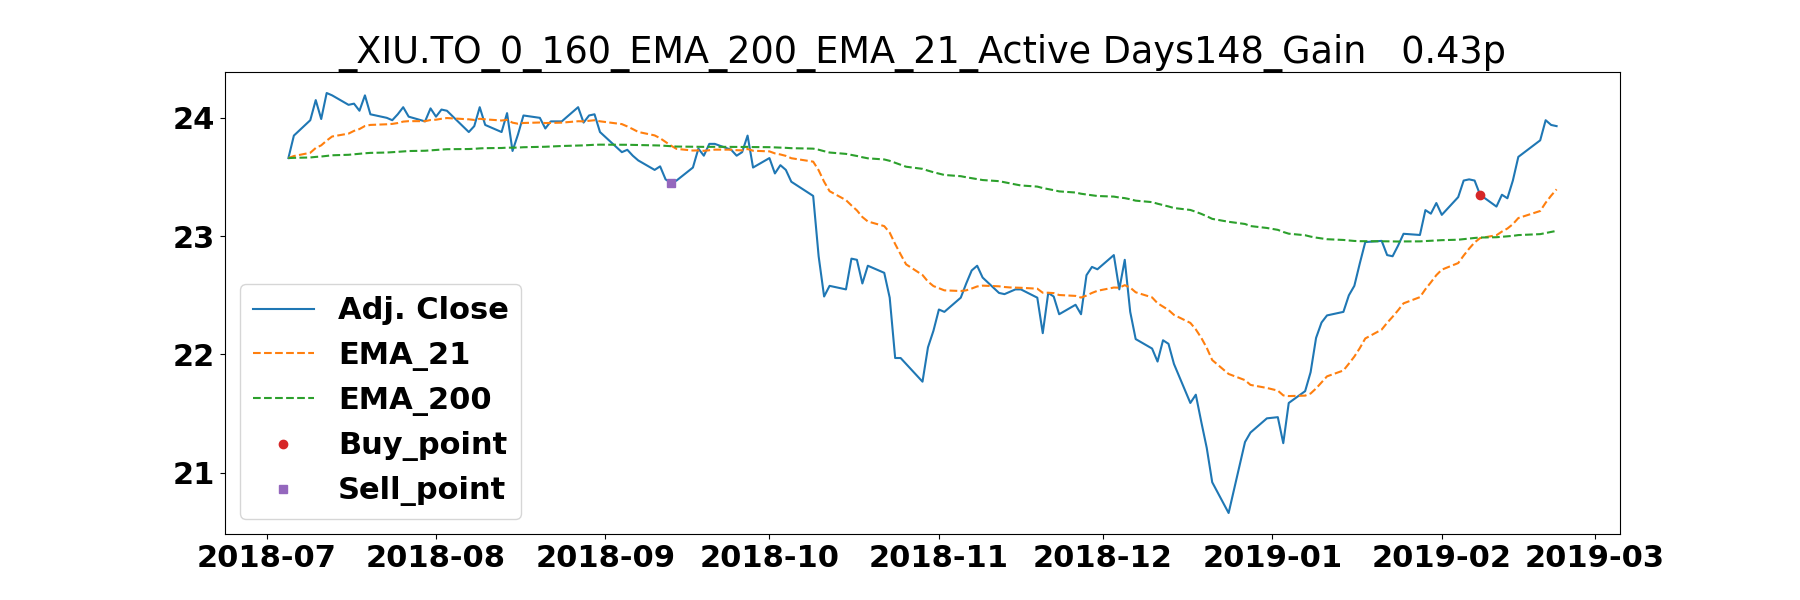 _XIU.TO_0_160_EMA_200_EMA_21_Active Days148_Gain   0.43p
24
23
22
21
Adj. Close
EMA_21
EMA_200
Buy_point
Sell_point
2018-07 2018-08 2018-09 2018-10 2018-11 2018-12 2019-01 2019-02 2019-03